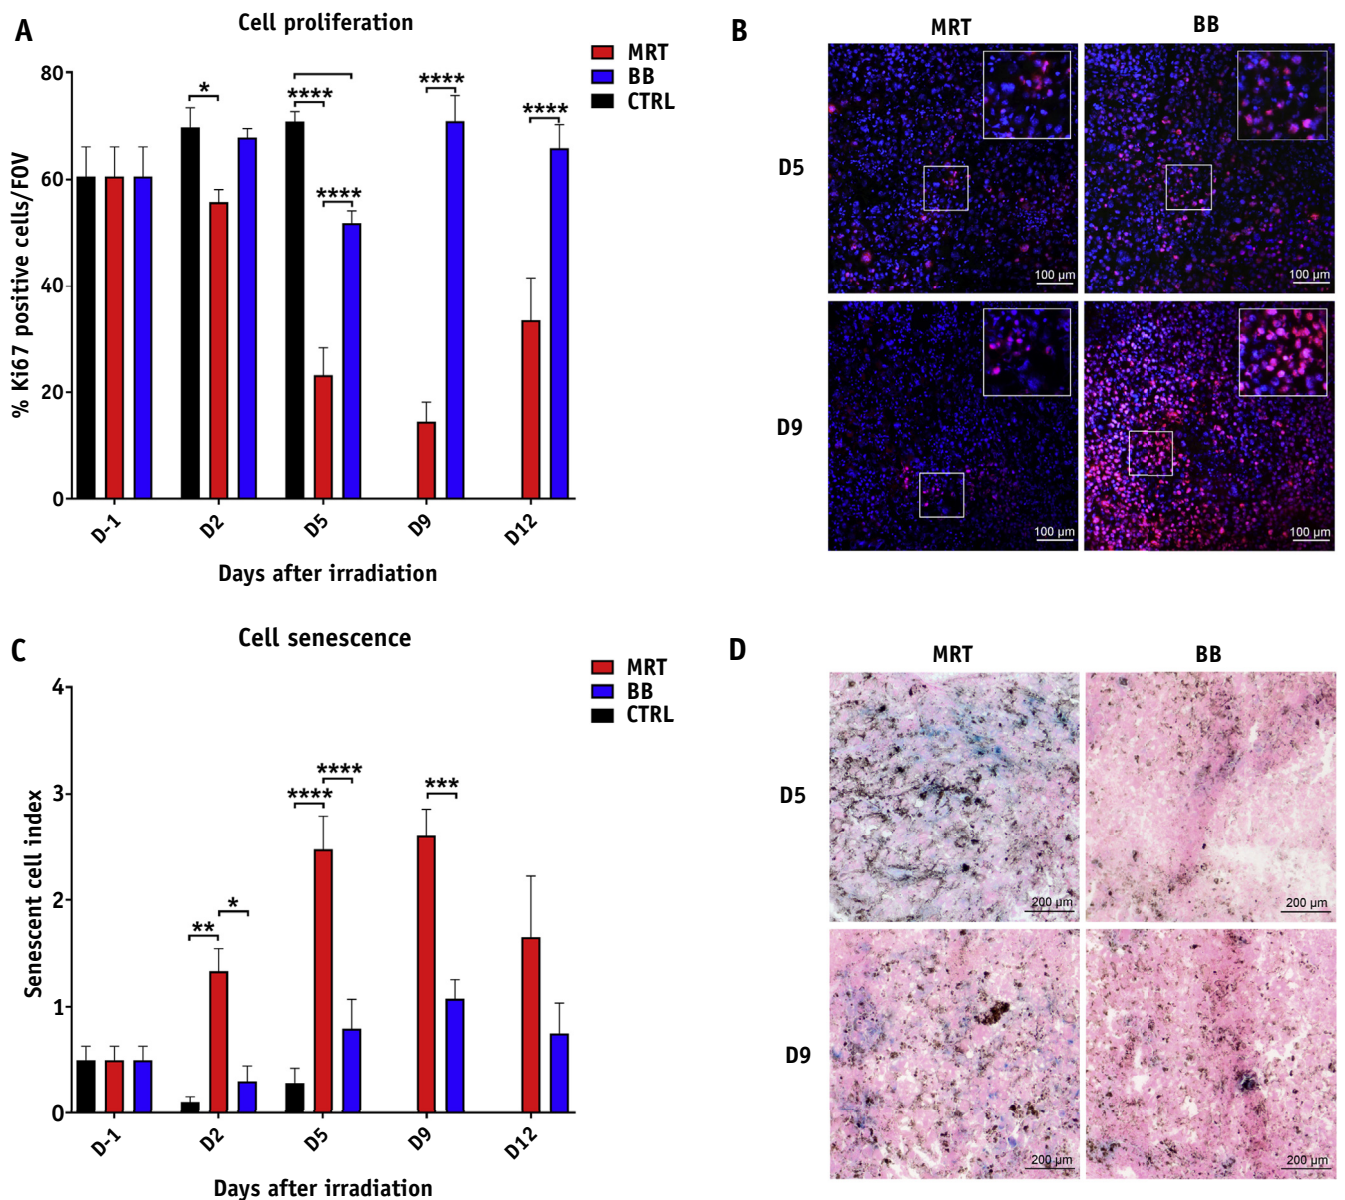 A
Cell proliferation
MRT
BB
CTRL
% Ki67 positive cells/FOV
80
60
40
20
0
*
****
****
****
****
D-1
D2
D5
D9
D12
Days after irradiation
B
MRT
BB
D5
100 µm
100 µm
D9
100 µm
100 µm
C
Cell senescence
MRT
BB
CTRL
Senescent cell index
4
3
2
1
0
**
*
****
****
***
D-1
D2
D5
D9
D12
Days after irradiation
D
MRT
BB
D5
200 µm
200 µm
D9
200 µm
200 µm